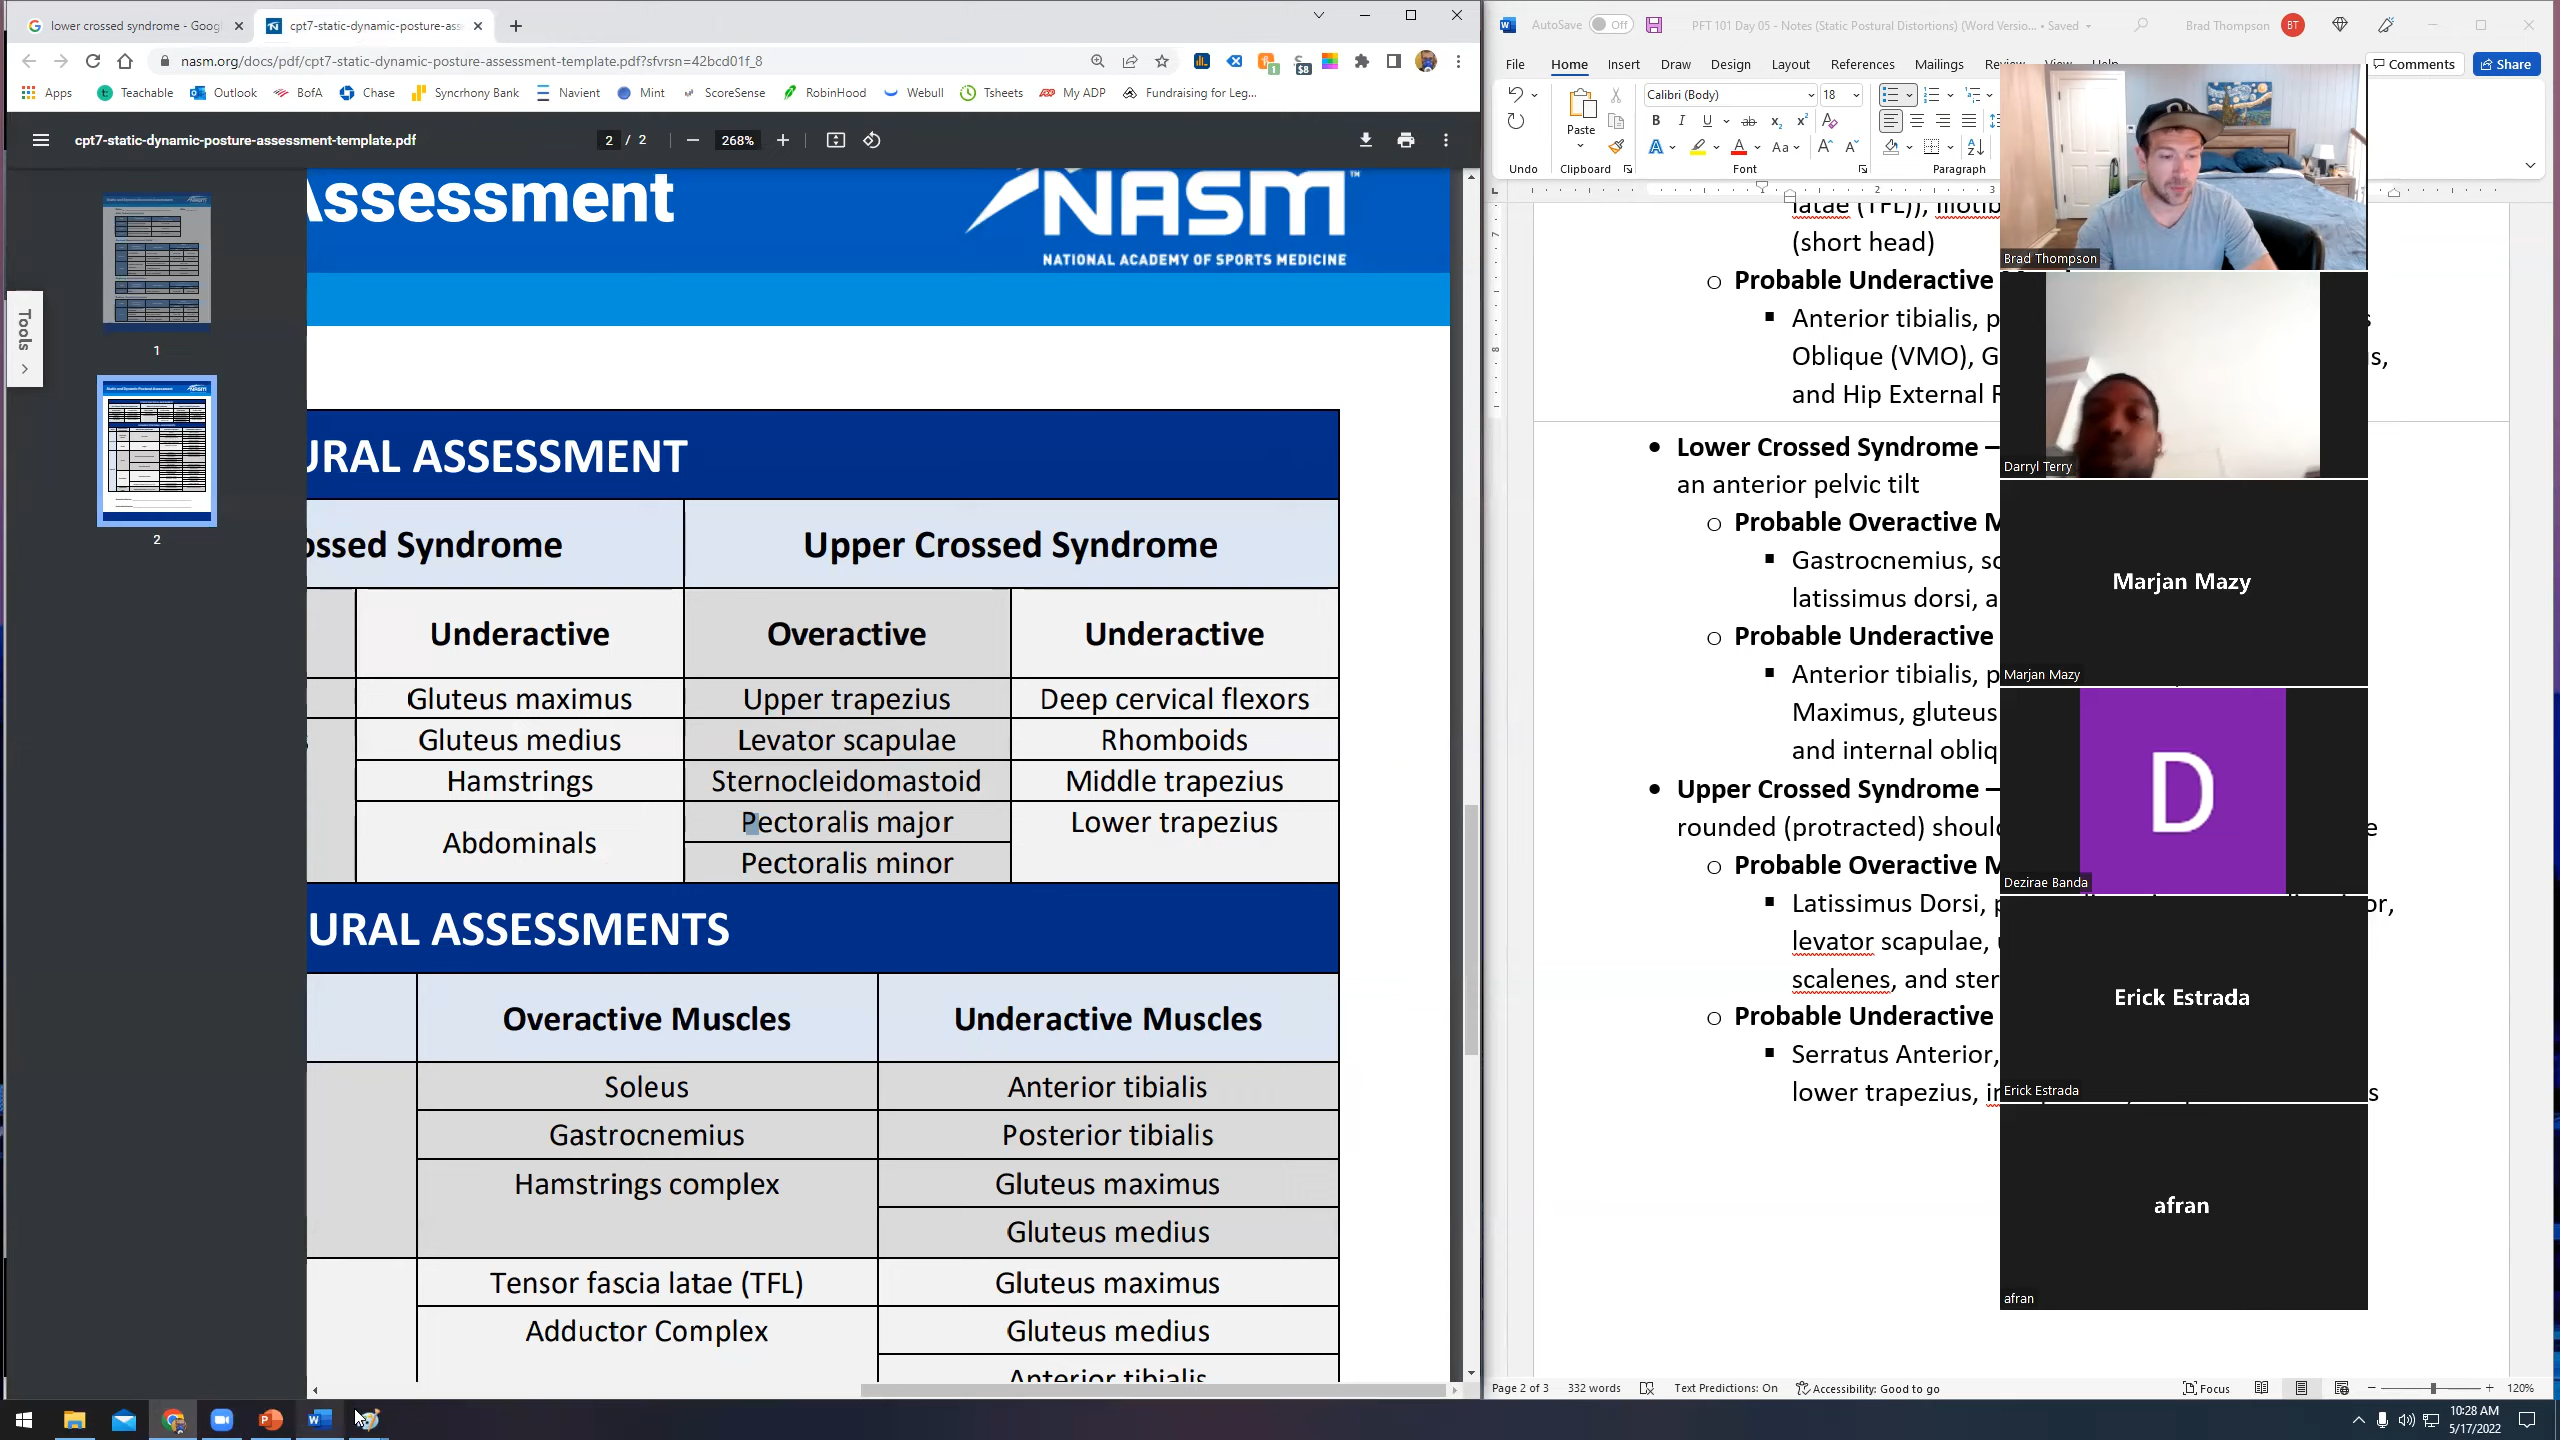 lower crossed syndrome - Goog
cpt7-static-dynamic-posture-ass
nasm.org/docs/pdf/cpt7-static-dynamic-posture-assessment-template.pdf?sfvrsn=42bcd01f_8
Apps
Teachable
Outlook
BofA
Chase
Syncrhony Bank
Navient
Mint
ScoreSense
RobinHood
Webull
Tsheets
My ADP
Fundraising for Leg...
cpt7-static-dynamic-posture-assessment-template.pdf
2 / 2
268%
Tools
1
2
Assessment
NASM
NATIONAL ACADEMY OF SPORTS MEDICINE
URAL ASSESSMENT
ossed Syndrome
Upper Crossed Syndrome
Underactive
Overactive
Underactive
Gluteus maximus
Upper trapezius
Deep cervical flexors
Gluteus medius
Levator scapulae
Rhomboids
Hamstrings
Sternocleidomastoid
Middle trapezius
Abdominals
Pectoralis major
Lower trapezius
Pectoralis minor
URAL ASSESSMENTS
Overactive Muscles
Underactive Muscles
Soleus
Anterior tibialis
Gastrocnemius
Posterior tibialis
Hamstrings complex
Gluteus maximus
Gluteus medius
Tensor fascia latae (TFL)
Gluteus maximus
Adductor Complex
Gluteus medius
Anterior tibialis
AutoSave Off
PFT 101 Day 05 - Notes (Static Postural Distortions) (Word Versio... - Saved
Brad Thompson
BT
File
Home
Insert
Draw
Design
Layout
References
Mailings
Review
View
Help
Comments
Share
Calibri (Body)
18
Paste
Undo
Clipboard
Font
Paragraph
latae (TFL)), iliotib
(short head)
Probable Underactive
Anterior tibialis, p
Oblique (VMO), G
and Hip External R
Lower Crossed Syndrome –
an anterior pelvic tilt
Probable Overactive M
Gastrocnemius, so
latissimus dorsi, a
Probable Underactive
Anterior tibialis, p
Maximus, gluteus
and internal obliq
Upper Crossed Syndrome –
rounded (protracted) should
Probable Overactive M
Latissimus Dorsi, p
or,
levator scapulae, u
scalenes, and ster
Probable Underactive
Serratus Anterior,
lower trapezius, in
Brad Thompson
Darryl Terry
Marjan Mazy
Marjan Mazy
D
Dezirae Banda
Erick Estrada
Erick Estrada
afran
afran
Page 2 of 3
332 words
Text Predictions: On
Accessibility: Good to go
Focus
120%
10:28 AM
5/17/2022